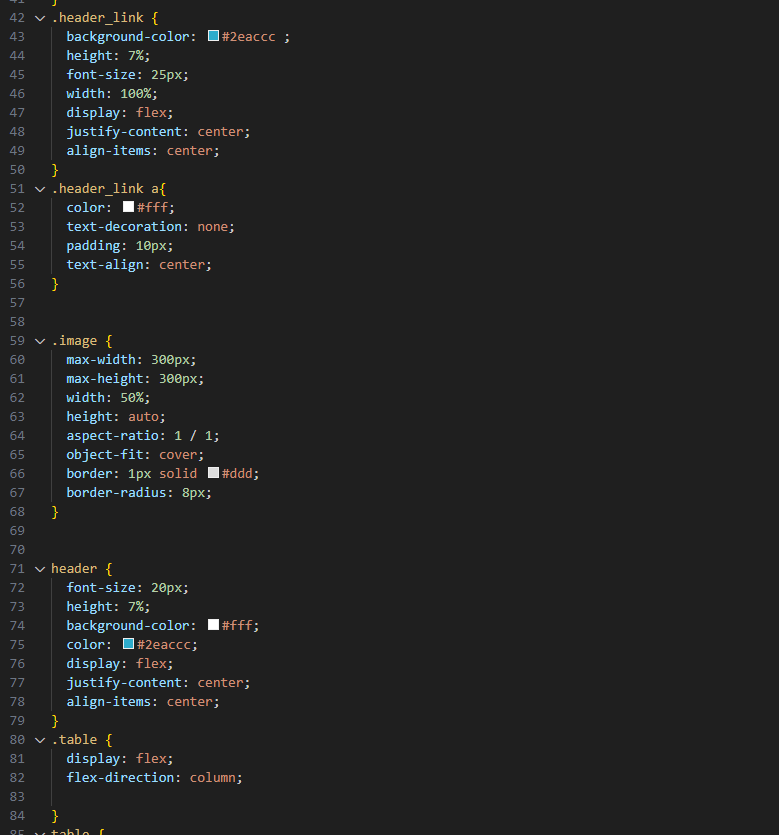 41 }
42 .header_link {
43 background-color: #2eaccc ;
44 height: 7%;
45 font-size: 25px;
46 width: 100%;
47 display: flex;
48 justify-content: center;
49 align-items: center;
50 }
51 .header_link a{
52 color: #fff;
53 text-decoration: none;
54 padding: 10px;
55 text-align: center;
56 }
57
58
59 .image {
60 max-width: 300px;
61 max-height: 300px;
62 width: 50%;
63 height: auto;
64 aspect-ratio: 1 / 1;
65 object-fit: cover;
66 border: 1px solid #ddd;
67 border-radius: 8px;
68 }
69
70
71 header {
72 font-size: 20px;
73 height: 7%;
74 background-color: #fff;
75 color: #2eaccc;
76 display: flex;
77 justify-content: center;
78 align-items: center;
79 }
80 .table {
81 display: flex;
82 flex-direction: column;
83
84 }
85 table {